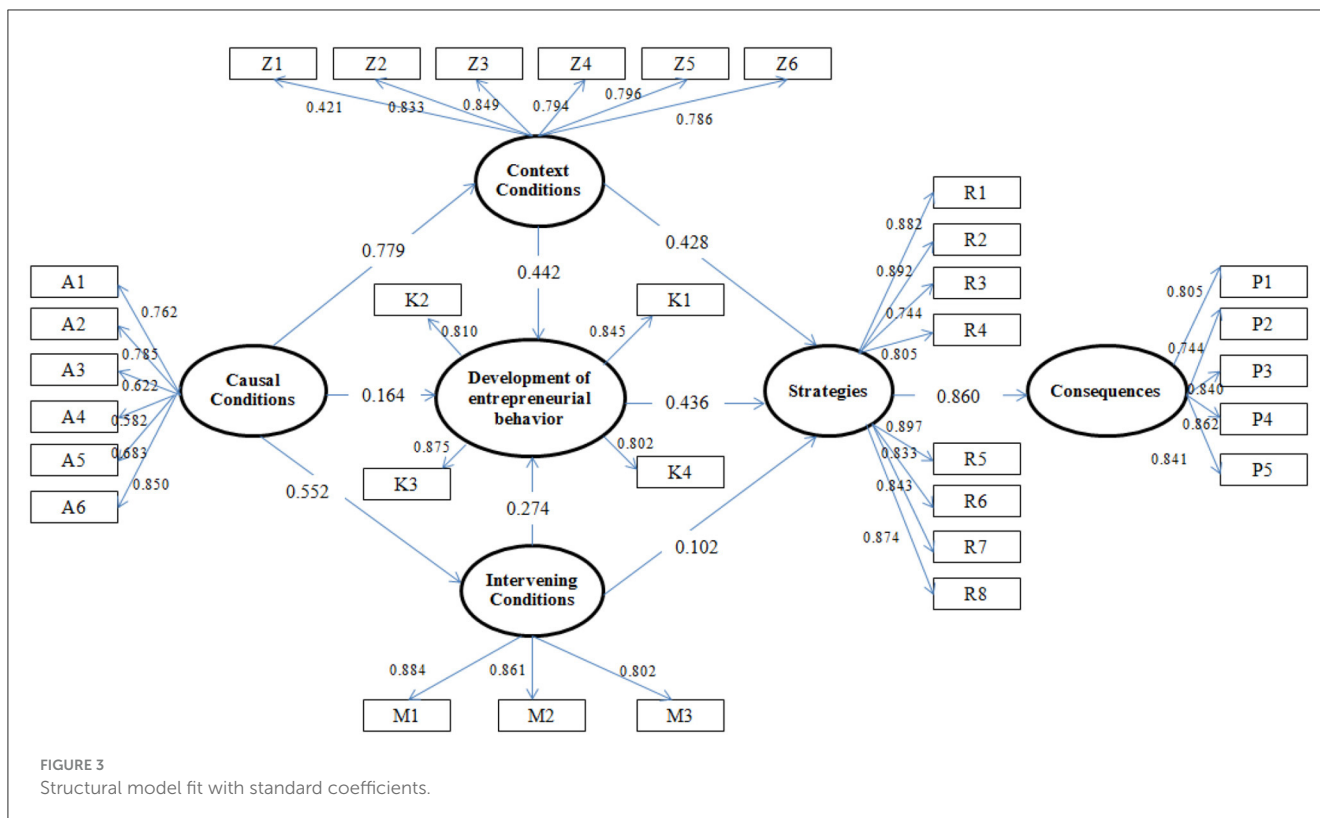 Z1 Z2 Z3 Z4 Z5 Z6
0.421 0.833 0.849 0.794 0.796 0.786
Context
Conditions
R1
0.882
R2
0.892
R3
0.744
R4
0.805
0.779
0.428
0.442
A1
0.762
A2
0.785
A3
0.622
A4
0.582
A5
0.683
A6
0.850
Causal
Conditions
K2
0.810
K1
0.845
0.164
Development of
entrepreneurial
behavior
0.436
Strategies
0.860
Consequences
0.805
P1
0.744
P2
0.840
P3
0.862
P4
0.841
P5
0.875
K3
0.802
K4
0.897
R5
0.833
R6
0.843
R7
0.874
R8
0.552
0.274
0.102
Intervening
Conditions
0.884 0.861 0.802
M1 M2 M3
FIGURE 3
Structural model fit with standard coefficients.